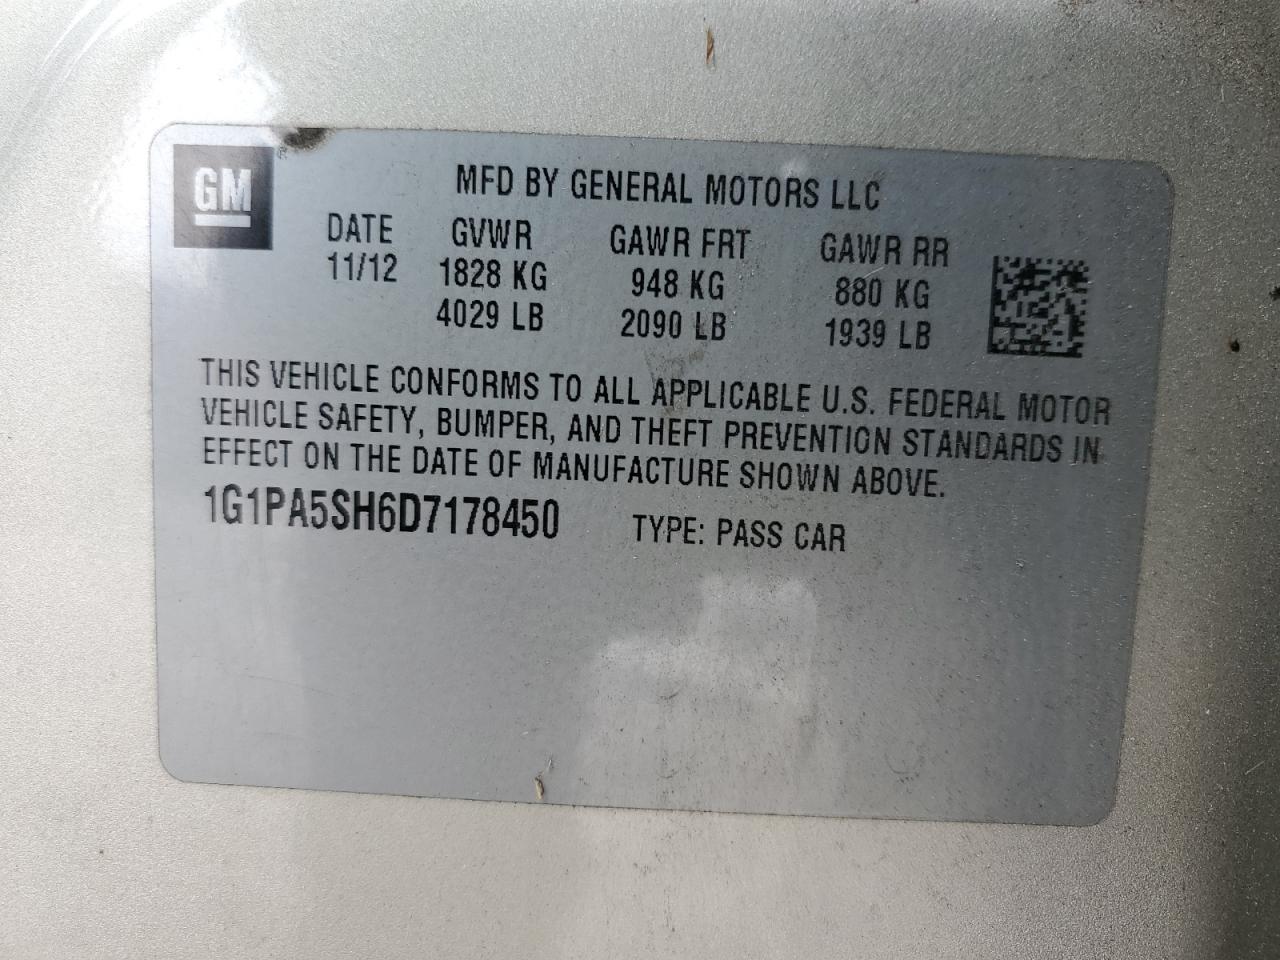 GM
MFD BY GENERAL MOTORS LLC
DATE GVWR GAWR FRT GAWR RR
11/12 1828 KG 948 KG 880 KG
4029 LB 2090 LB 1939 LB
THIS VEHICLE CONFORMS TO ALL APPLICABLE U.S. FEDERAL MOTOR
VEHICLE SAFETY, BUMPER, AND THEFT PREVENTION STANDARDS IN
EFFECT ON THE DATE OF MANUFACTURE SHOWN ABOVE.
1G1PA5SH6D7178450 TYPE: PASS CAR